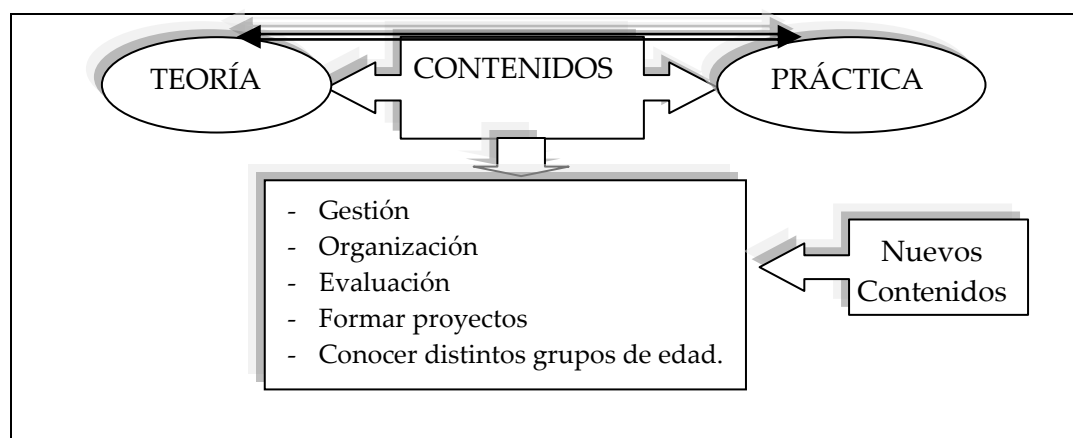 TEORÍA
CONTENIDOS
PRÁCTICA
- Gestión
- Organización
- Evaluación
- Formar proyectos
- Conocer distintos grupos de edad.
Nuevos
Contenidos